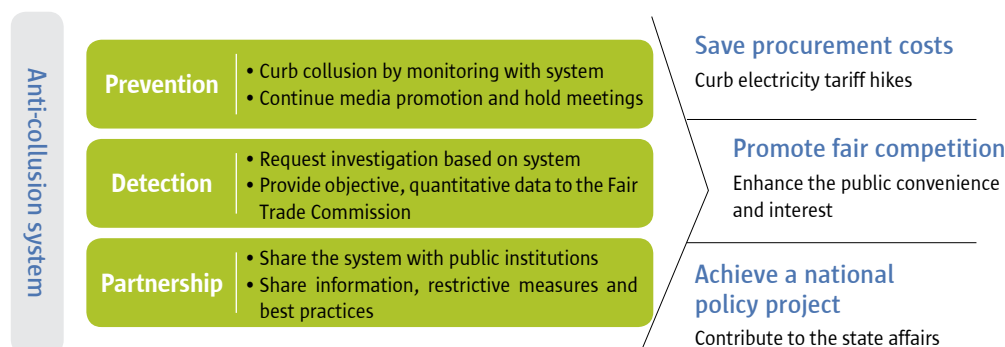 Anti-collusion system
Prevention
• Curb collusion by monitoring with system
• Continue media promotion and hold meetings
Detection
• Request investigation based on system
• Provide objective, quantitative data to the Fair
Trade Commission
Partnership
• Share the system with public institutions
• Share information, restrictive measures and
best practices
Save procurement costs
Curb electricity tariff hikes
Promote fair competition
Enhance the public convenience
and interest
Achieve a national
policy project
Contribute to the state affairs